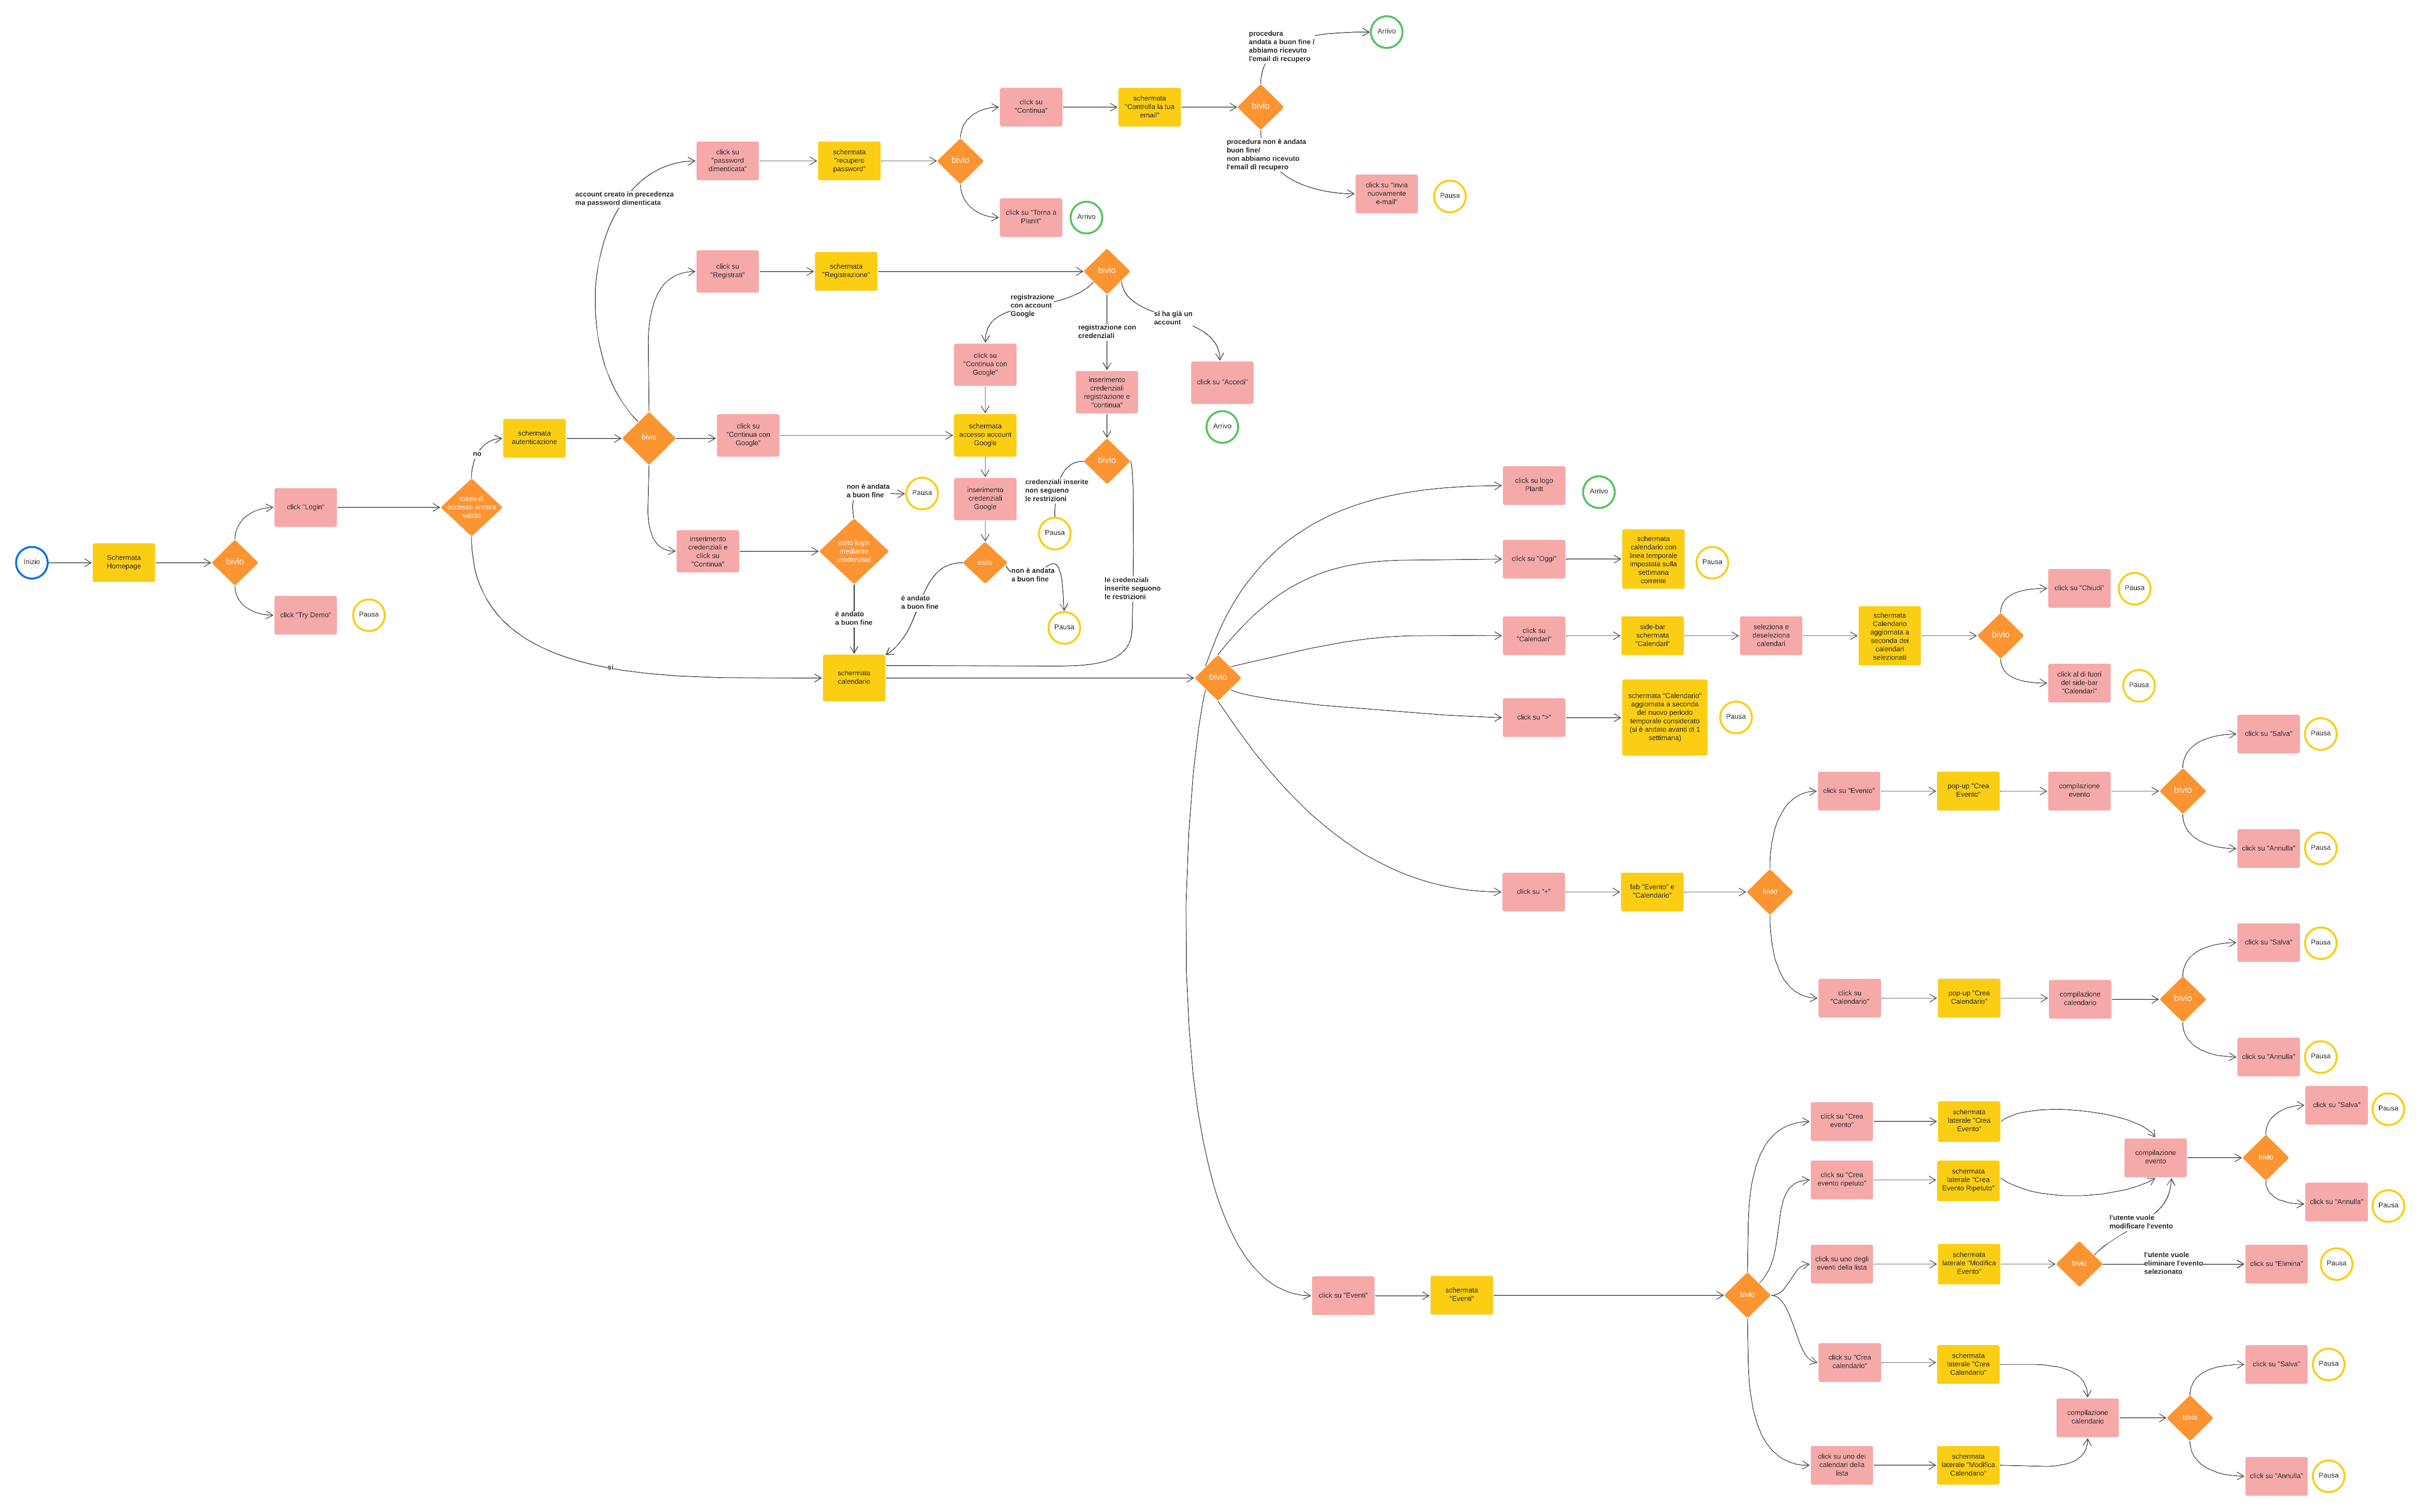 Inizio
Schermata
Homepage
bivio
click "Login"
click "Try Demo"
Pausa
token di
accesso ancora
valido
no
si
schermata
autenticazione
bivio
account creato in precedenza
ma password dimenticata
click su
"password
dimenticata"
schermata
"recupero
password"
bivio
click su
"Continua"
schermata
"Controlla la tua
email"
bivio
procedura
andata a buon fine /
abbiamo ricevuto
l'email di recupero
Arrivo
procedura non è andata
buon fine/
non abbiamo ricevuto
l'email di recupero
click su "Invia
nuovamente
e-mail"
Pausa
click su "Torna a
PlanIt"
Arrivo
click su
"Registrati"
schermata
"Registrazione"
bivio
registrazione
con account
Google
registrazione con
credenziali
si ha già un
account
click su
"Continua con
Google"
inserimento
credenziali
registrazione e
"continua"
click su "Accedi"
Arrivo
click su
"Continua con
Google"
schermata
accesso account
Google
bivio
credenziali inserite
non segueno
le restrizioni
Pausa
inserimento
credenziali
Google
esito
non è andata
a buon fine
Pausa
è andato
a buon fine
le credenziali
inserite seguono
le restrizioni
inserimento
credenziali e
click su
"Continua"
esito login
mediante
credenziali
non è andata
a buon fine
Pausa
è andato
a buon fine
schermata
calendario
bivio
click su logo
PlanIt
Arrivo
click su "Oggi"
schermata
calendario con
linea temporale
impostata sulla
settimana
corrente
Pausa
click su
"Calendari"
side-bar
schermata
"Calendari"
seleziona e
deseleziona
calendari
schermata
Calendario
aggiornata a
seconda dei
calendari
selezionati
bivio
click su "Chiudi"
Pausa
click al di fuori
del side-bar
"Calendari"
Pausa
click su ">"
schermata "Calendario"
aggiornata a seconda
del nuovo periodo
temporale considerato
(si è andato avanti di 1
settimana)
Pausa
click su "+"
fab "Evento" e
"Calendario"
bivio
click su "Evento"
pop-up "Crea
Evento"
compilazione
evento
bivio
click su "Salva"
Pausa
click su "Annulla"
Pausa
click su
"Calendario"
pop-up "Crea
Calendario"
compilazione
calendario
bivio
click su "Salva"
Pausa
click su "Annulla"
Pausa
click su "Eventi"
schermata
"Eventi"
bivio
click su "Crea
evento"
schermata
laterale "Crea
Evento"
click su "Crea
evento ripetuto"
schermata
laterale "Crea
Evento Ripetuto"
compilazione
evento
bivio
click su "Salva"
Pausa
click su "Annulla"
Pausa
click su uno degli
eventi della lista
schermata
laterale "Modifica
Evento"
bivio
l'utente vuole
modificare l'evento
l'utente vuole
eliminare l'evento
selezionato
click su "Elimina"
Pausa
click su "Crea
calendario"
schermata
laterale "Crea
Calendario"
click su uno dei
calendari della
lista
schermata
laterale "Modifica
Calendario"
compilazione
calendario
bivio
click su "Salva"
Pausa
click su "Annulla"
Pausa